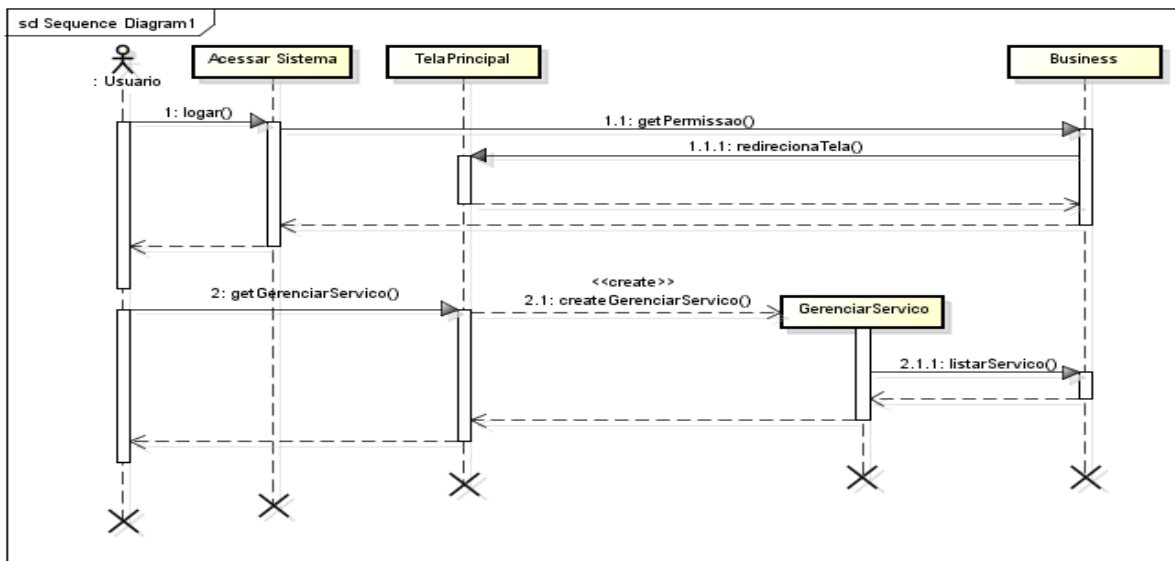 sd Sequence Diagram1
: Usuario
Acessar Sistema
TelaPrincipal
Business
1: logar()
1.1: getPermissao()
1.1.1: redirecionaTela()
2: getGerenciarServico()
<<create>>
2.1: createGerenciarServico()
GerenciarServico
2.1.1: listarServico()